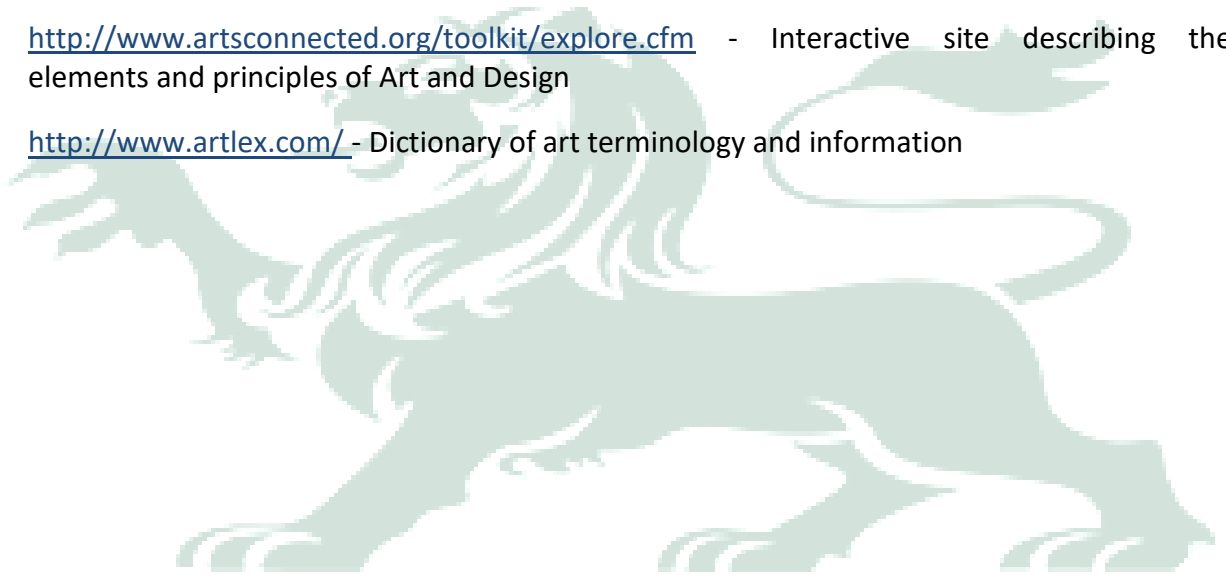 http://www.artsconnected.org/toolkit/explore.cfm - Interactive site describing the
elements and principles of Art and Design
http://www.artlex.com/ - Dictionary of art terminology and information